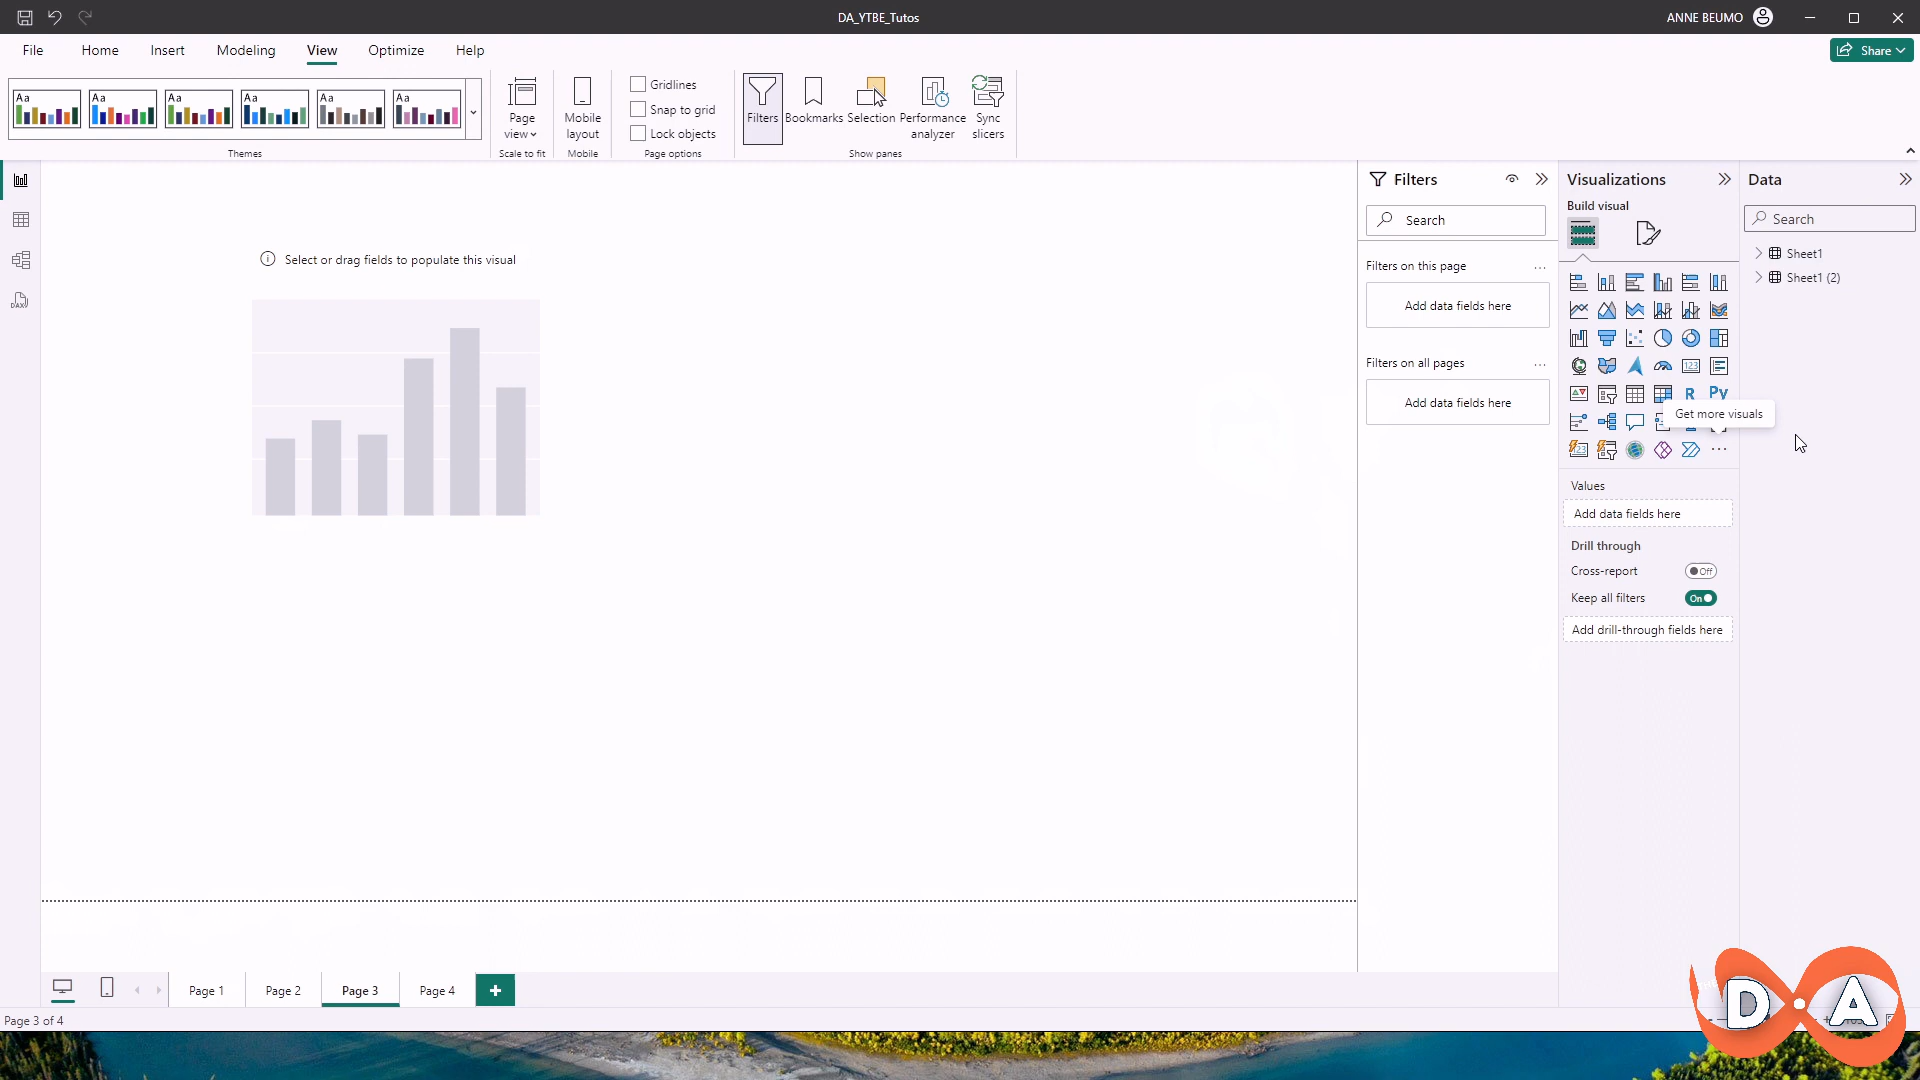 DA_YTBE_Tutos
ANNE BEUMO
File Home Insert Modeling View Optimize Help
Share
Aa Aa Aa Aa Aa Aa
Themes
Page view
Scale to fit
Mobile layout
Mobile
Gridlines
Snap to grid
Lock objects
Page options
Filters
Bookmarks
Selection
Performance analyzer
Sync slicers
Show panes
Select or drag fields to populate this visual
Filters
Search
Filters on this page
Add data fields here
Filters on all pages
Add data fields here
Visualizations
Build visual
123
R Py
Get more visuals
123
Values
Add data fields here
Drill through
Cross-report
Off
Keep all filters
On
Add drill-through fields here
Data
Search
Sheet1
Sheet1 (2)
DAX
Page 1
Page 2
Page 3
Page 4
Page 3 of 4
D A